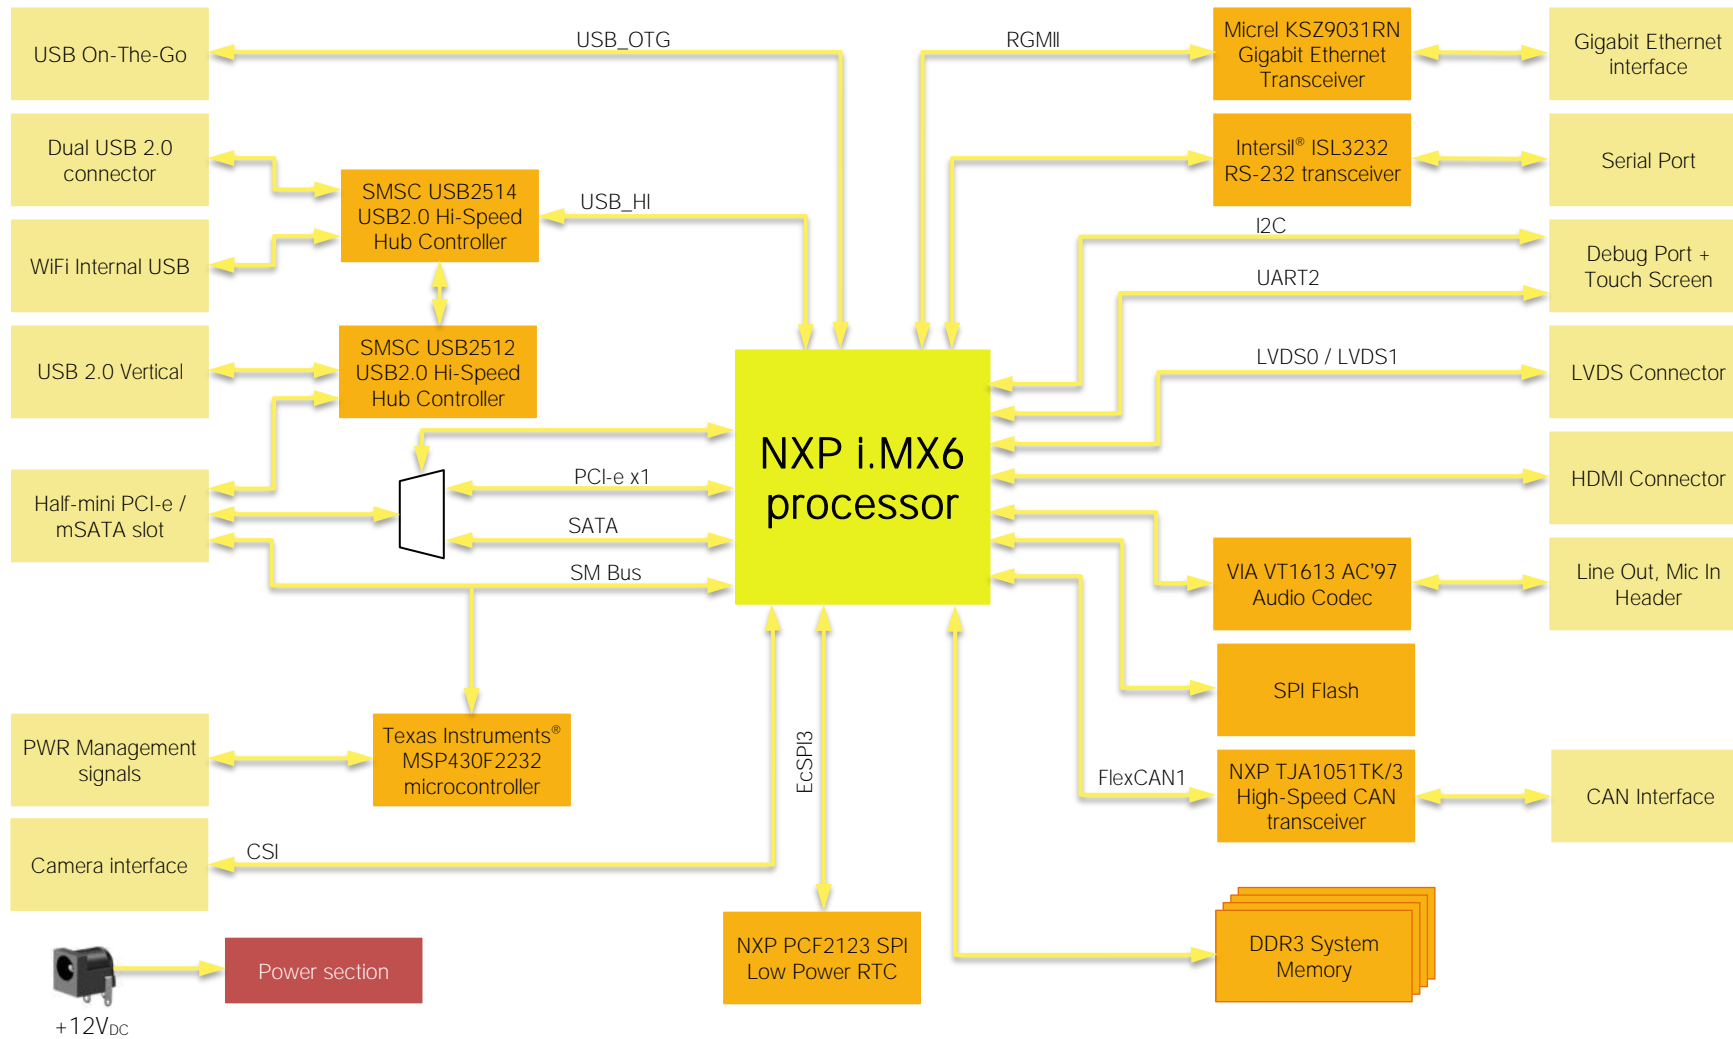 USB On-The-Go
USB_OTG
RGMII
Micrel KSZ9031RN
Gigabit Ethernet
Transceiver
Gigabit Ethernet
interface
Dual USB 2.0
connector
SMSC USB2514
USB2.0 Hi-Speed
Hub Controller
USB_HI
Intersil® ISL3232
RS-232 transceiver
Serial Port
WiFi Internal USB
I2C
UART2
Debug Port +
Touch Screen
USB 2.0 Vertical
SMSC USB2512
USB2.0 Hi-Speed
Hub Controller
LVDS0 / LVDS1
LVDS Connector
NXP i.MX6
processor
HDMI Connector
Half-mini PCI-e /
mSATA slot
PCI-e x1
SATA
SM Bus
VIA VT1613 AC'97
Audio Codec
Line Out, Mic In
Header
SPI Flash
PWR Management
signals
Texas Instruments®
MSP430F2232
microcontroller
EcSPI3
FlexCAN1
NXP TJA1051TK/3
High-Speed CAN
transceiver
CAN Interface
Camera interface
CSI
NXP PCF2123 SPI
Low Power RTC
DDR3 System
Memory
Power section
+12VDC